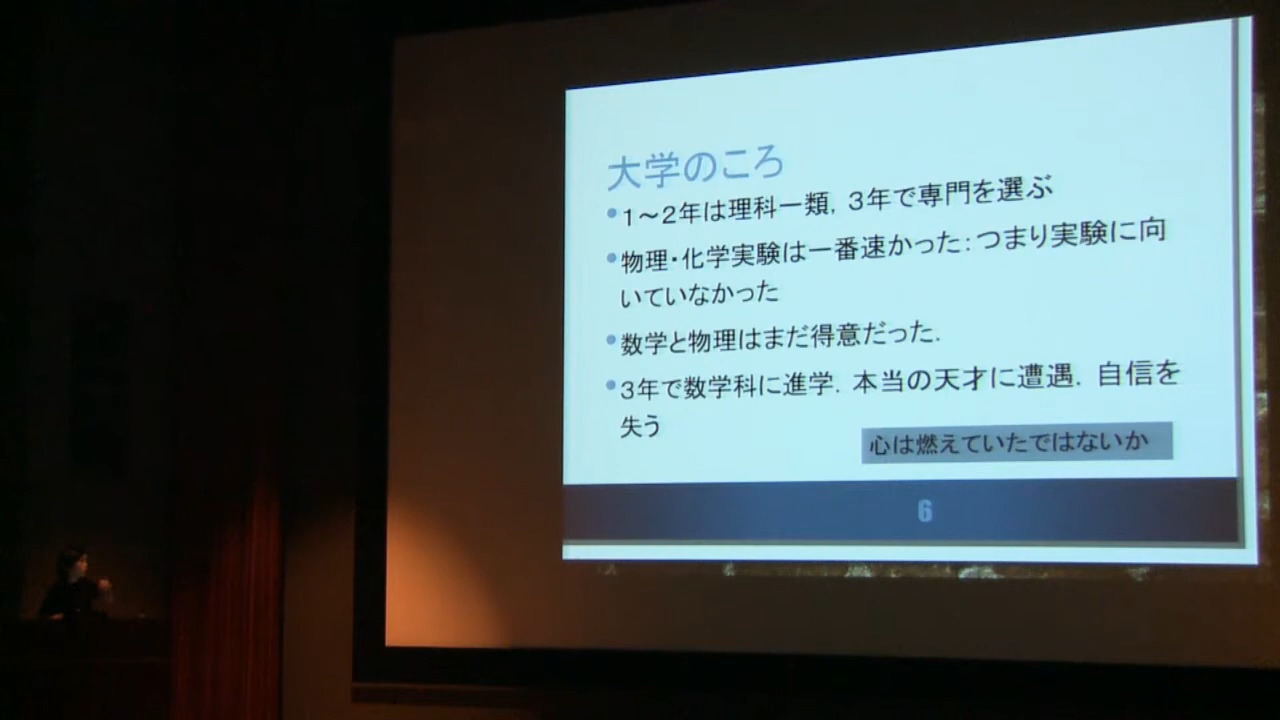 大学のころ
•1～2年は理科一類，3年で専門を選ぶ
•物理・化学実験は一番速かった：つまり実験に向
いていなかった
•数学と物理はまだ得意だった．
•3年で数学科に進学．本当の天才に遭遇．自信を
失う
心は燃えていたではないか
6